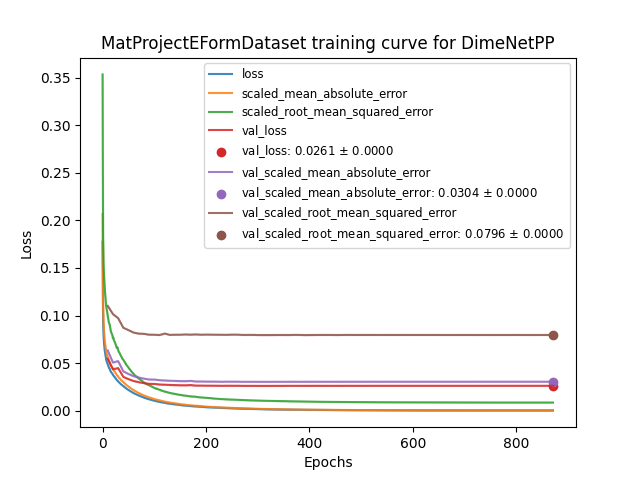 MatProjectEFormDataset training curve for DimeNetPP
loss
scaled_mean_absolute_error
scaled_root_mean_squared_error
val_loss
val_loss: 0.0261 ± 0.0000
val_scaled_mean_absolute_error
val_scaled_mean_absolute_error: 0.0304 ± 0.0000
val_scaled_root_mean_squared_error
val_scaled_root_mean_squared_error: 0.0796 ± 0.0000
Loss
0.35
0.30
0.25
0.20
0.15
0.10
0.05
0.00
0 200 400 600 800
Epochs